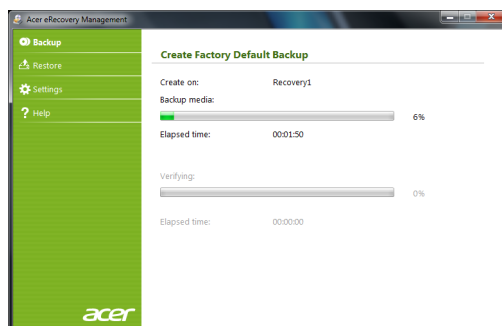 Acer eRecovery Management
Backup
Restore
Settings
Help
Create Factory Default Backup
Create on: Recovery1
Backup media:
6%
Elapsed time: 00:01:50
Verifying:
0%
Elapsed time: 00:00:00
acer